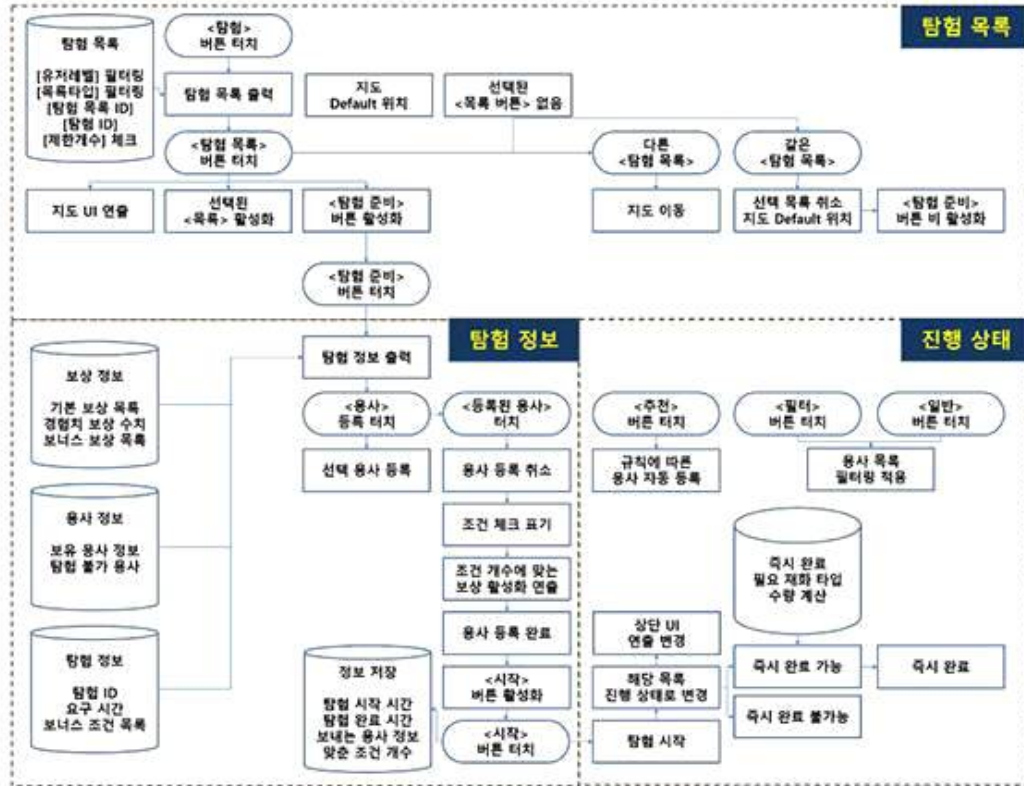 탐험 목록
탐험 목록
[유저레벨] 필터링
[목록타입] 필터링
[탐험 목록 ID]
[탐험 ID]
[제한개수] 체크
<탐험>
버튼 터치
탐험 목록 출력
지도
Default 위치
선택된
<목록 버튼> 없음
<탐험 목록>
버튼 터치
다른
<탐험 목록>
같은
<탐험 목록>
지도 UI 연출
선택된
<목록> 활성화
<탐험 준비>
버튼 활성화
지도 이동
선택 목록 취소
지도 Default 위치
<탐험 준비>
버튼 비 활성화
<탐험 준비>
버튼 터치
탐험 정보
보상 정보
기본 보상 목록
경험치 보상 수치
보너스 보상 목록
탐험 정보 출력
<용사>
등록 터치
<등록된 용사>
터치
선택 용사 등록
용사 등록 취소
용사 정보
보유 용사 정보
탐험 불가 용사
조건 체크 표기
조건 개수에 맞는
보상 활성화 연출
용사 등록 완료
탐험 정보
탐험 ID
요구 시간
보너스 조건 목록
정보 저장
탐험 시작 시간
탐험 완료 시간
보내는 용사 정보
맞춘 조건 개수
<시작>
버튼 활성화
<시작>
버튼 터치
진행 상태
<추천>
버튼 터치
<필터>
버튼 터치
<일반>
버튼 터치
규칙에 따른
용사 자동 등록
용사 목록
필터링 적용
즉시 완료
필요 재화 타입
수량 계산
상단 UI
연출 변경
해당 목록
진행 상태로 변경
즉시 완료 가능
즉시 완료
즉시 완료 불가능
탐험 시작